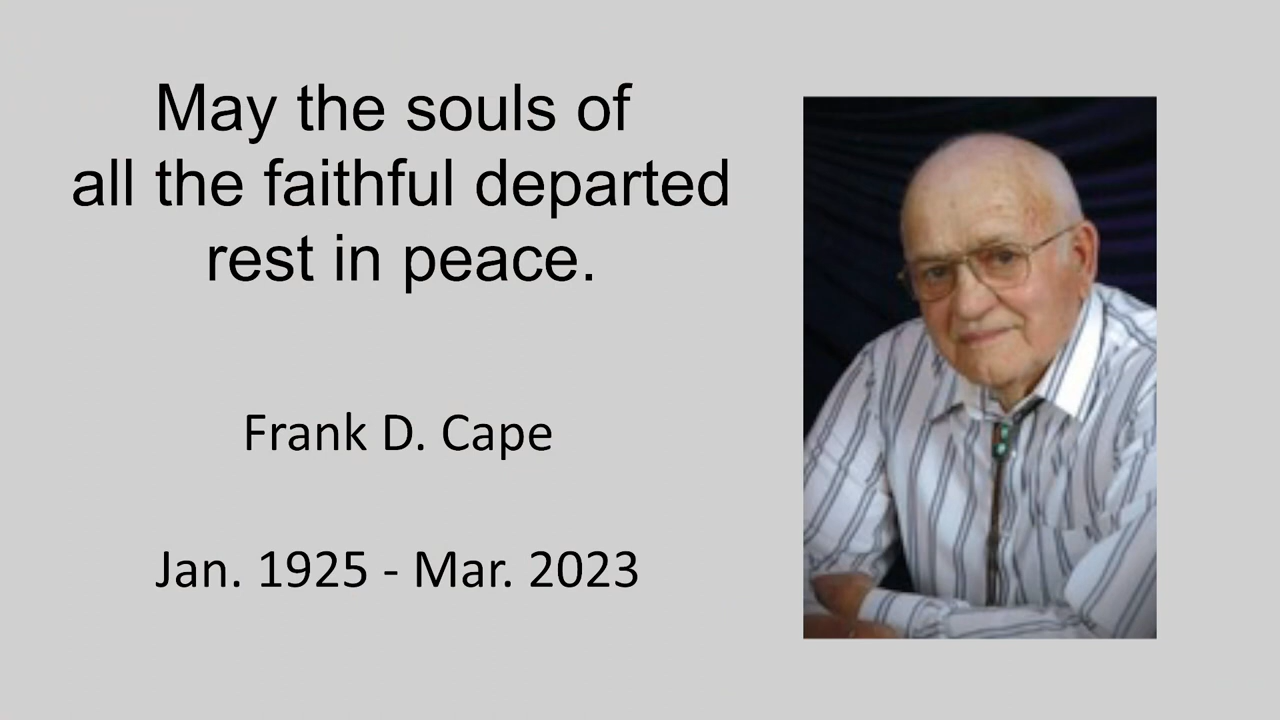 May the souls of
all the faithful departed
rest in peace.
Frank D. Cape
Jan. 1925 - Mar. 2023